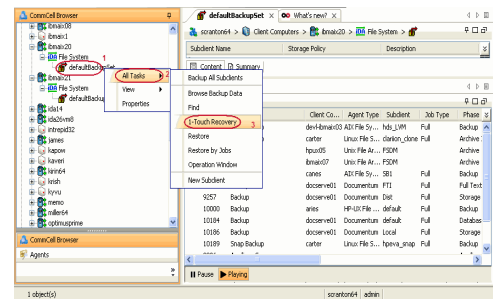 CommCell Browser
defaultBackupSet × What's new? ×
ibmaix08
ibmaix1
ibmaix20
File System
defaultBackupSet
ibmaix21
File System
defaultBackup
ida14
ida26vm8
intrepid32
james
kapow
kaveri
kirin64
krish
kyvu
memo
miller64
optimusprime
CommCell Browser
Agents
scranton64 > Client Computers > ibmaix20 > File System >
Subclient Name Storage Policy Description
Content Summary
1
All Tasks 2
View
Properties
Backup All Subclients
Browse Backup Data
Find
1-Touch Recovery 3
Restore
Restore by Jobs
Operation Window
New Subclient
Client Co... Agent Type Subclient Job Type Phase
devl-ibmaix03 AIX File Sy... hds_LVM Full Backup
carter Linux File S... clariion_clone Full Archive
hpux05 Unix File Ar... FSDM Archive
ibmaix07 Unix File Ar... FSDM Archive
canes AIX File Sy... SB1 Full Backup
docserve01 Documentum FTI Full Full Text
9257 Backup docserve01 Documentum Dist Full Storage
10000 Backup aries HP-UX File ... default Full Backup
10184 Backup docserve01 Documentum default Full Databas
10186 Backup docserve01 Documentum Local Full Storage
10189 Snap Backup carter Linux File S... hpeva_snap Full Backup
Pause Playing
1 object(s) scranton64 admin